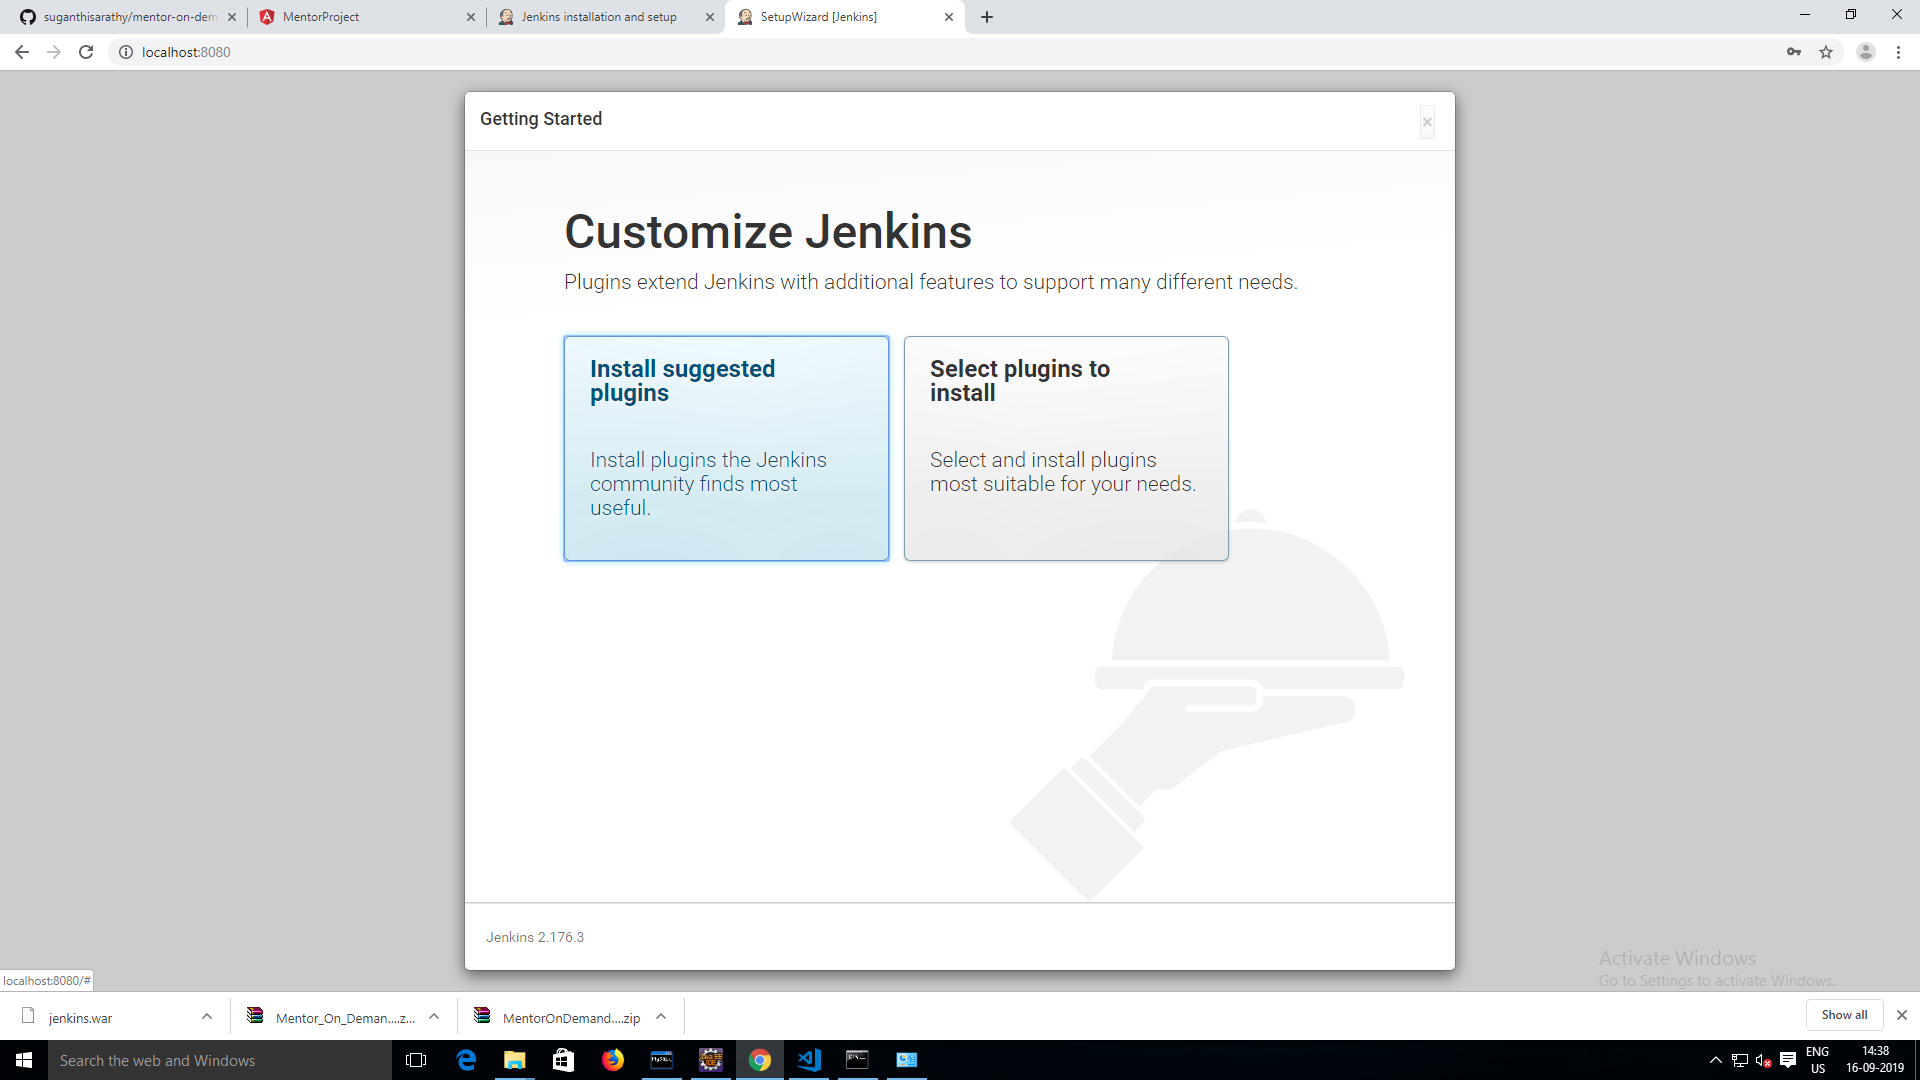 suganthisarathy/mentor-on-dem
MentorProject
Jenkins installation and setup
SetupWizard [Jenkins]
localhost:8080
Getting Started
Customize Jenkins
Plugins extend Jenkins with additional features to support many different needs.
Install suggested
plugins
Install plugins the Jenkins
community finds most
useful.
Select plugins to
install
Select and install plugins
most suitable for your needs.
Jenkins 2.176.3
Activate Windows
Go to Settings to activate Windows.
localhost:8080/#
jenkins.war
Mentor_On_Deman....z...
MentorOnDemand....zip
Show all
Search the web and Windows
ENG
US
14:38
16-09-2019